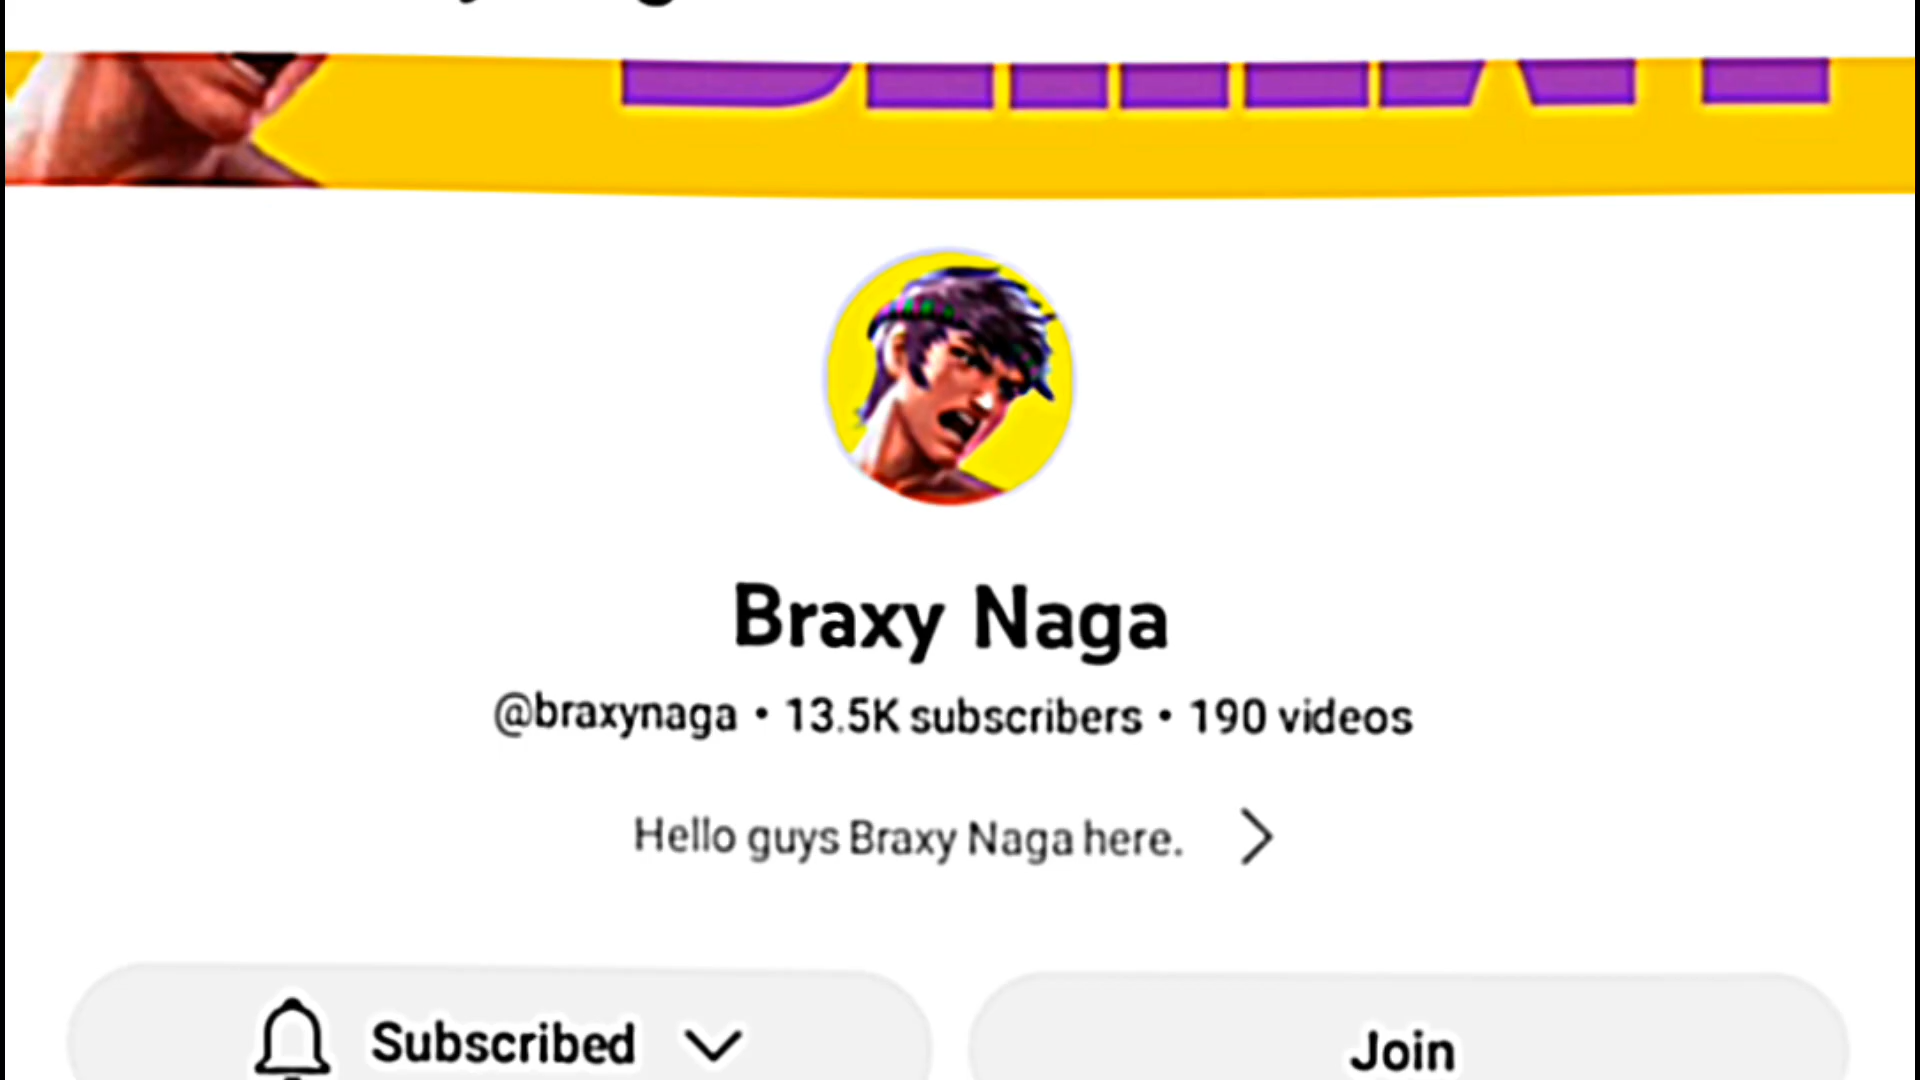 Braxy Naga
@braxynaga • 13.5K subscribers • 190 videos
Hello guys Braxy Naga here.
Subscribed
Join